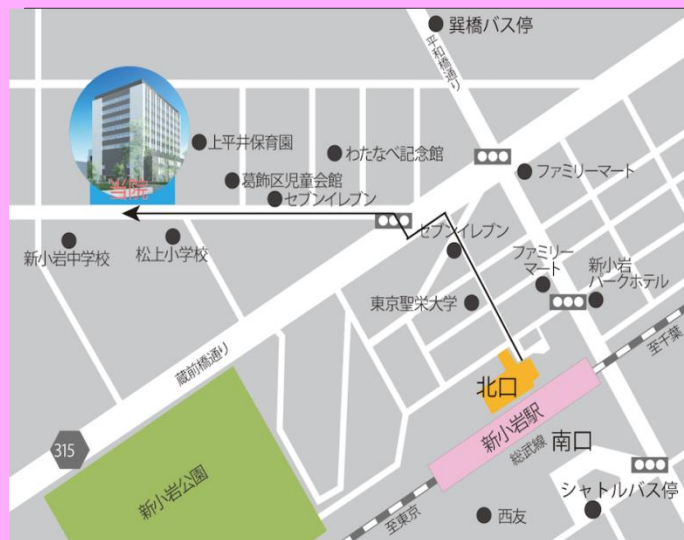 巽橋バス停
平和橋通り
上平井保育園
わたなべ記念館
ファミリーマート
葛飾区児童会館
セブンイレブン
当院
セブンイレブン
新小岩中学校
松上小学校
ファミリー
マート
新小岩
パークホテル
東京聖栄大学
蔵前橋通り
至千葉
北口
新小岩駅
総武線
南口
315
新小岩公園
シャトルバス停
西友
至東京